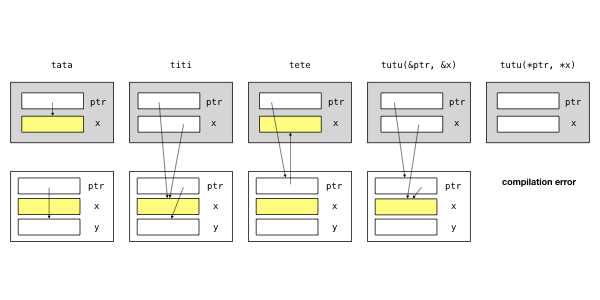 tata titi tete tutu(&ptr, &x) tutu(*ptr, *x)
ptr ptr ptr ptr ptr
x x x x x
ptr ptr ptr ptr compilation error
x x x x
y y y y